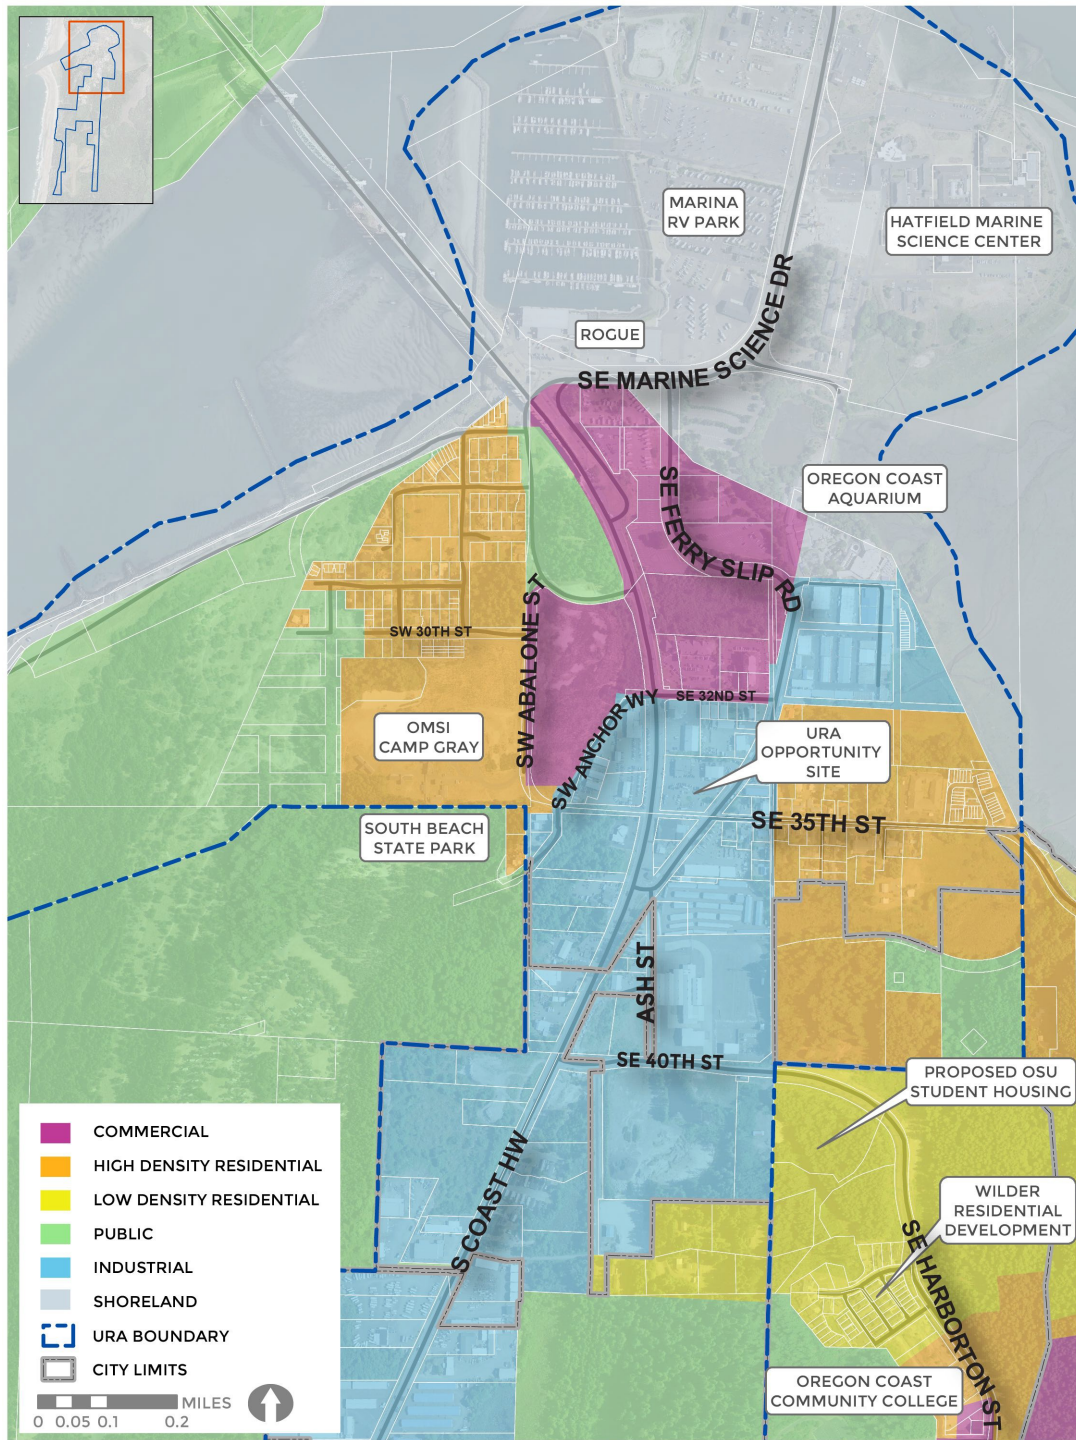 MARINA
RV PARK
HATFIELD MARINE
SCIENCE CENTER
ROGUE
SE MARINE SCIENCE DR
OREGON COAST
AQUARIUM
SE FERRY SLIP RD
SW ABALONE ST
SW 30TH ST
SW ANCHOR WY
SE 32ND ST
OMSI
CAMP GRAY
URA
OPPORTUNITY
SITE
SOUTH BEACH
STATE PARK
SE 35TH ST
ASH ST
SE 40TH ST
PROPOSED OSU
STUDENT HOUSING
S COAST HW
WILDER
RESIDENTIAL
DEVELOPMENT
SE HARBORTON ST
OREGON COAST
COMMUNITY COLLEGE
COMMERCIAL
HIGH DENSITY RESIDENTIAL
LOW DENSITY RESIDENTIAL
PUBLIC
INDUSTRIAL
SHORELAND
URA BOUNDARY
CITY LIMITS
MILES
0 0.05 0.1 0.2